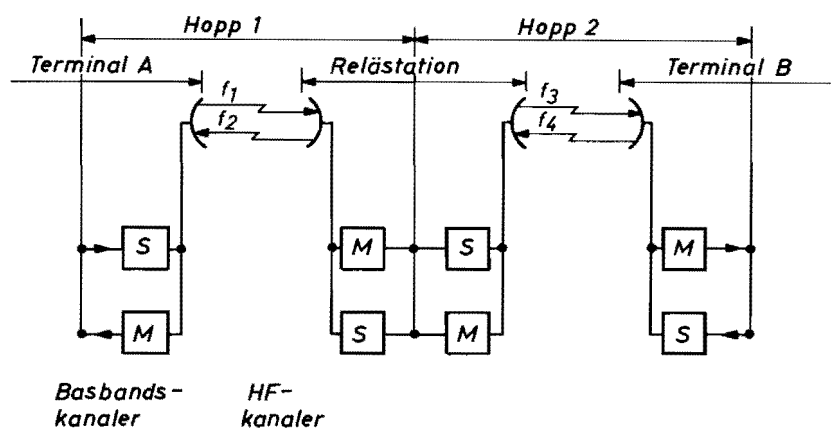 Hopp 1 Hopp 2
Terminal A Relästation Terminal B
f1 f3
f2 f4
S M S M
M S M S
Basbands- HF-
kanaler kanaler